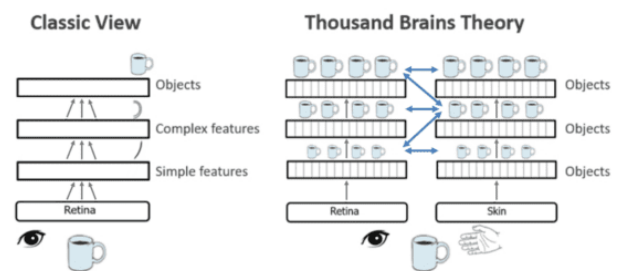 Classic View
Objects
Complex features
Simple features
Retina
Thousand Brains Theory
Objects
Objects
Objects
Retina
Skin